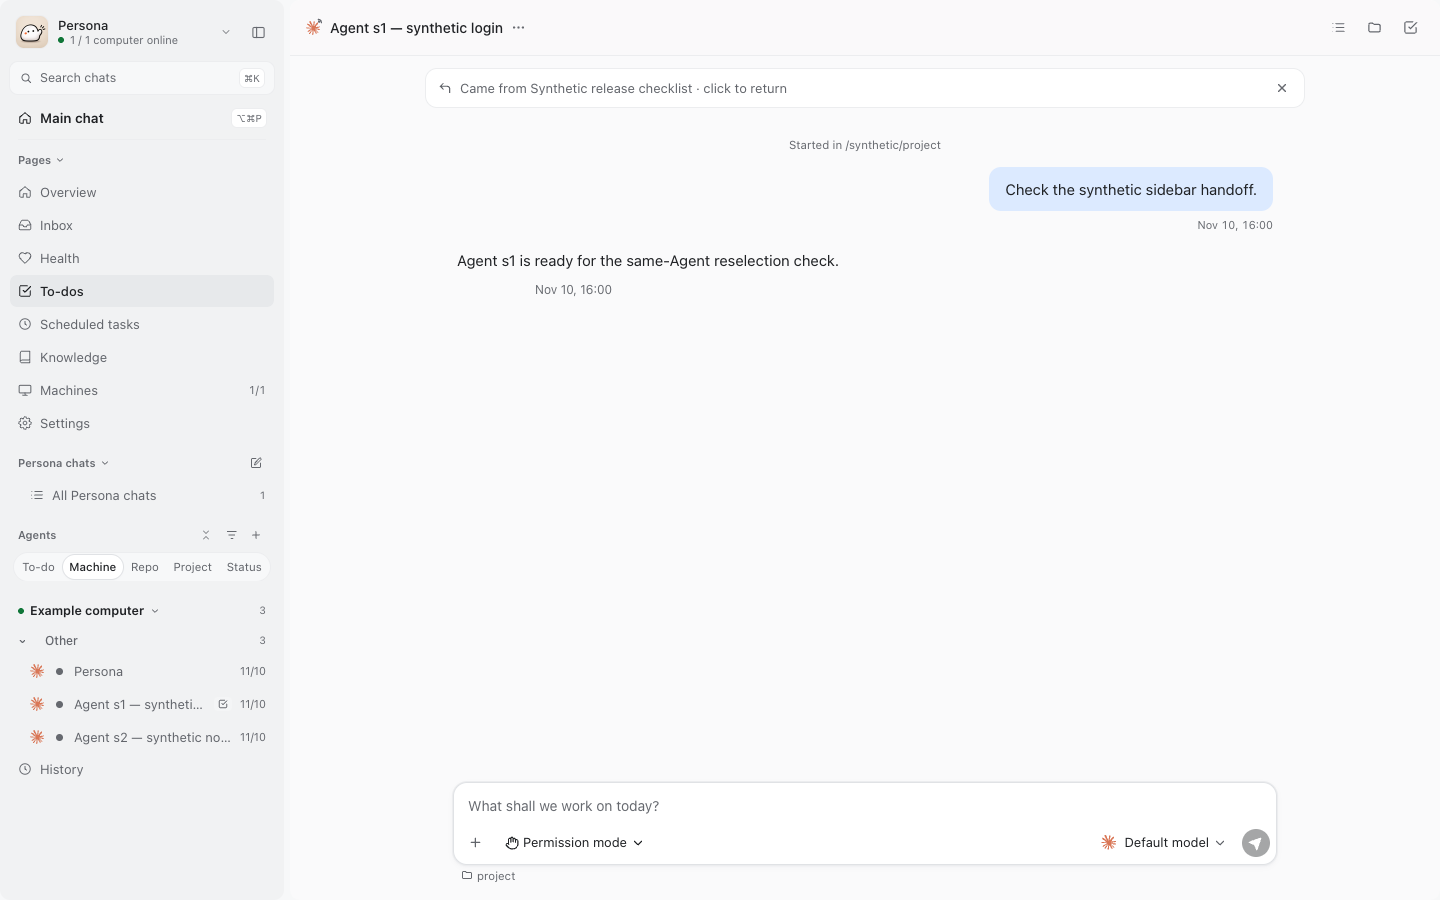 Persona
1 / 1 computer online
Search chats
⌘K
Main chat
⌥⌘P
Pages
Overview
Inbox
Health
To-dos
Scheduled tasks
Knowledge
Machines
1/1
Settings
Persona chats
All Persona chats
1
Agents
To-do
Machine
Repo
Project
Status
Example computer
3
Other
3
Persona
11/10
Agent s1 — syntheti...
11/10
Agent s2 — synthetic no...
11/10
History
Agent s1 — synthetic login
Came from Synthetic release checklist · click to return
Started in /synthetic/project
Check the synthetic sidebar handoff.
Nov 10, 16:00
Agent s1 is ready for the same-Agent reselection check.
Nov 10, 16:00
What shall we work on today?
Permission mode
Default model
project